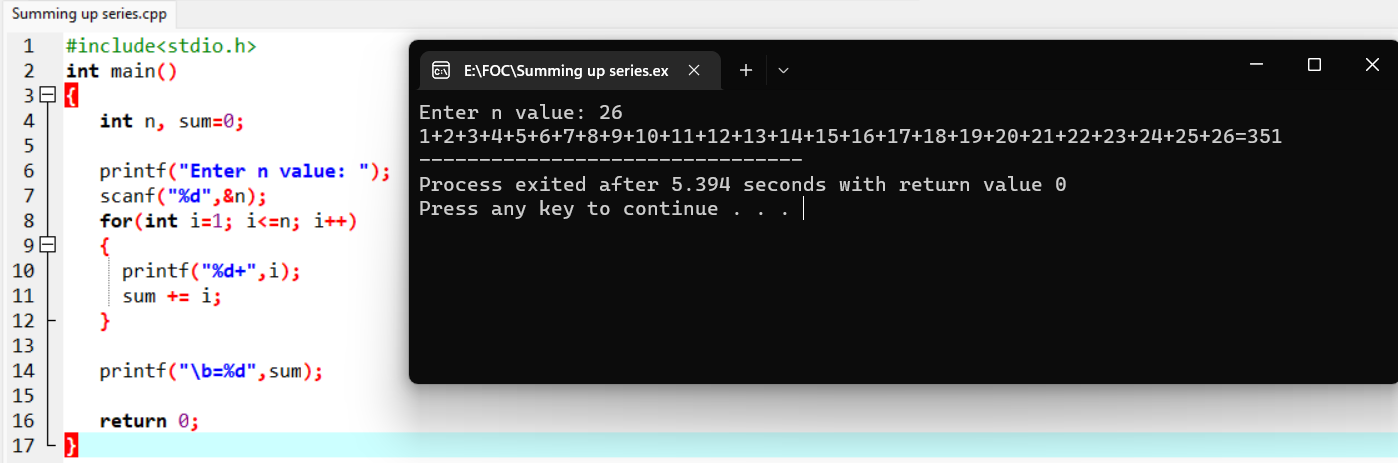 Summing up series.cpp
1 #include<stdio.h>
2 int main()
3 {
4 int n, sum=0;
5
6 printf("Enter n value: ");
7 scanf("%d",&n);
8 for(int i=1; i<=n; i++)
9 {
10 printf("%d+",i);
11 sum += i;
12 }
13
14 printf("\b=%d",sum);
15
16 return 0;
17 }
E:\FOC\Summing up series.ex
Enter n value: 26
1+2+3+4+5+6+7+8+9+10+11+12+13+14+15+16+17+18+19+20+21+22+23+24+25+26=351
--------------------------------
Process exited after 5.394 seconds with return value 0
Press any key to continue . . .